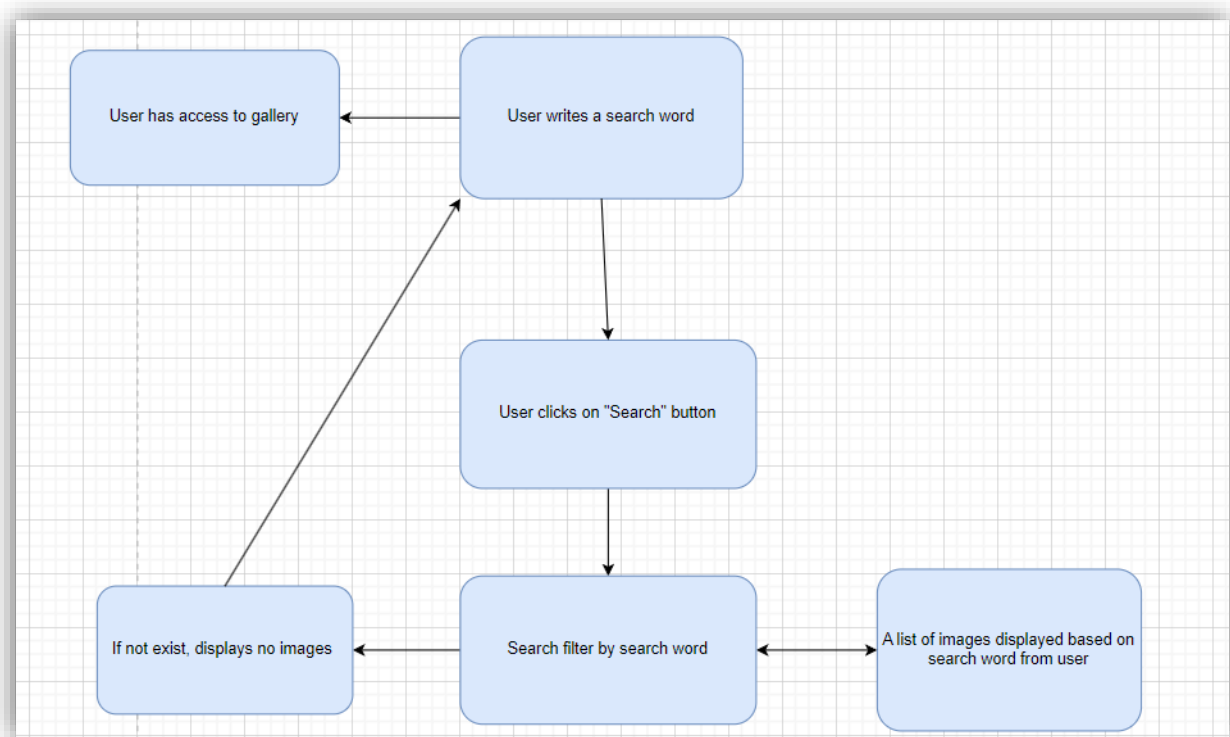 User has access to gallery
User writes a search word
User clicks on "Search" button
If not exist, displays no images
Search filter by search word
A list of images displayed based on
search word from user